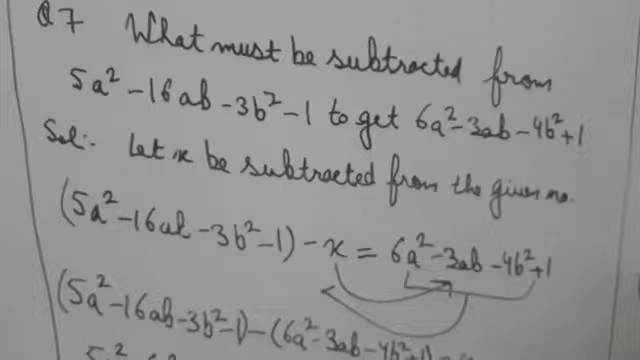 Q7 What must be subtracted from
5a² - 16ab - 3b² - 1 to get 6a² - 3ab - 4b² + 1
Sol:- Let x be subtracted from the given no.
(5a² - 16ab - 3b² - 1) - x = 6a² - 3ab - 4b² + 1
(5a² - 16ab - 3b² - 1) - (6a² - 3ab - 4b² + 1)